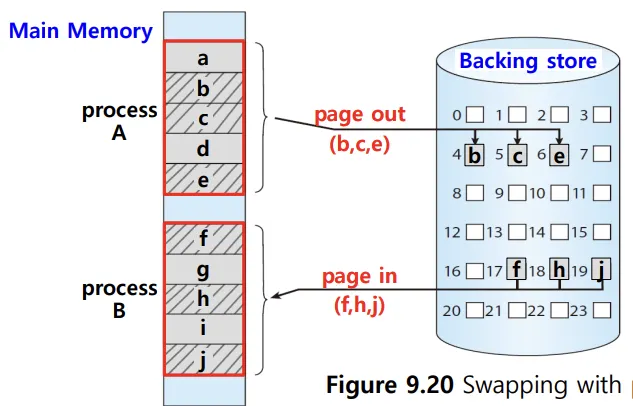 Main Memory
a
b
c
d
e
process
A
page out
(b,c,e)
f
g
h
i
j
process
B
page in
(f,h,j)
Backing store
0 1 2 3
4 b 5 c 6 e 7
8 9 10 11
12 13 14 15
16 17 f 18 h 19 j
20 21 22 23
Figure 9.20 Swapping with